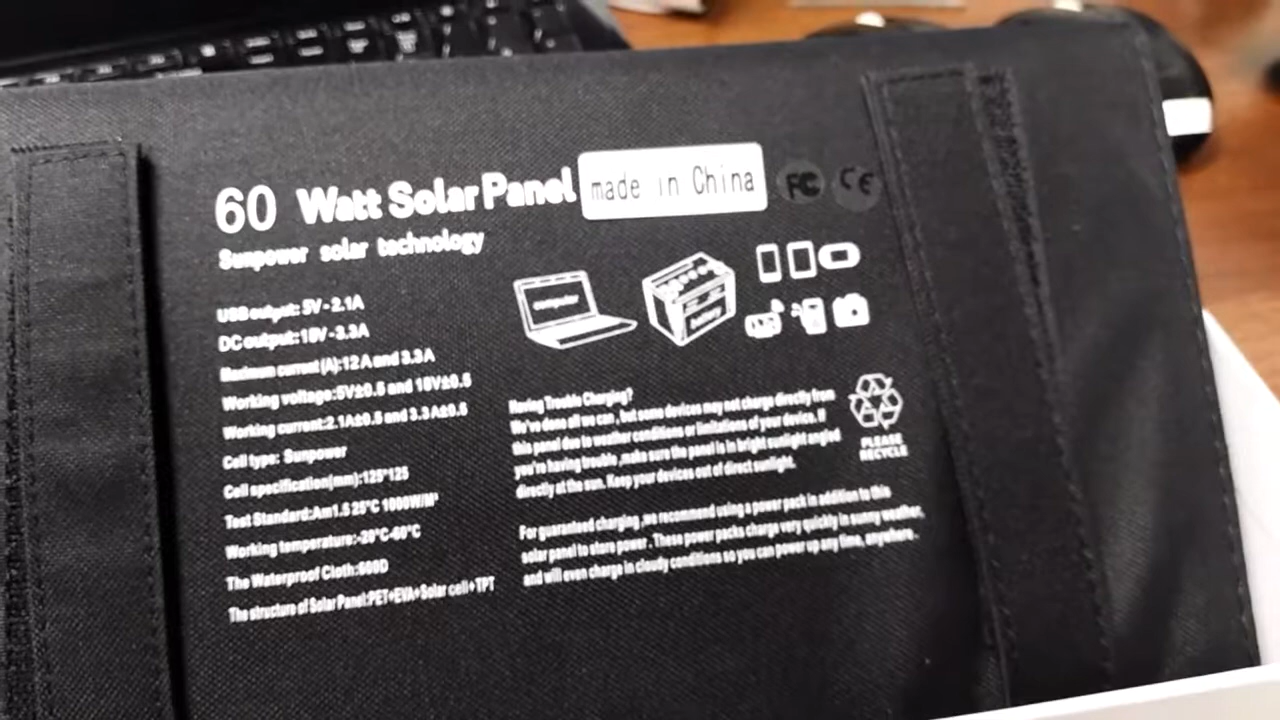 60 Watt Solar Panel
made in China
FC CE
Sunpower solar technology
USB output: 5V - 2.1A
DC output: 18V - 3.3A
Maximum current (A): 12 A and 3.3 A
Working voltage: 5V±0.5 and 18V±0.5
Working current: 2.1A±0.5 and 3.3 A±0.5
Cell type: Sunpower
Cell specification(mm): 125*125
Test Standard: Am1.5 25°C 1000W/M²
Working temperature: -20°C-60°C
The Waterproof Cloth: 600D
The structure of Solar Panel: PET+EVA+Solar cell+TPT
computer
battery
Having Trouble Charging?
We've done all we can , but some devices may not charge directly from
this panel due to weather conditions or limitations of your device. If
you're having trouble ,make sure the panel is in bright sunlight angled
directly at the sun. Keep your devices out of direct sunlight.
PLEASE
RECYCLE
For guaranteed charging ,we recommend using a power pack in addition to this
solar panel to store power . These power packs charge very quickly in sunny weather,
and will even charge in cloudy conditions so you can power up any time, anywhere.